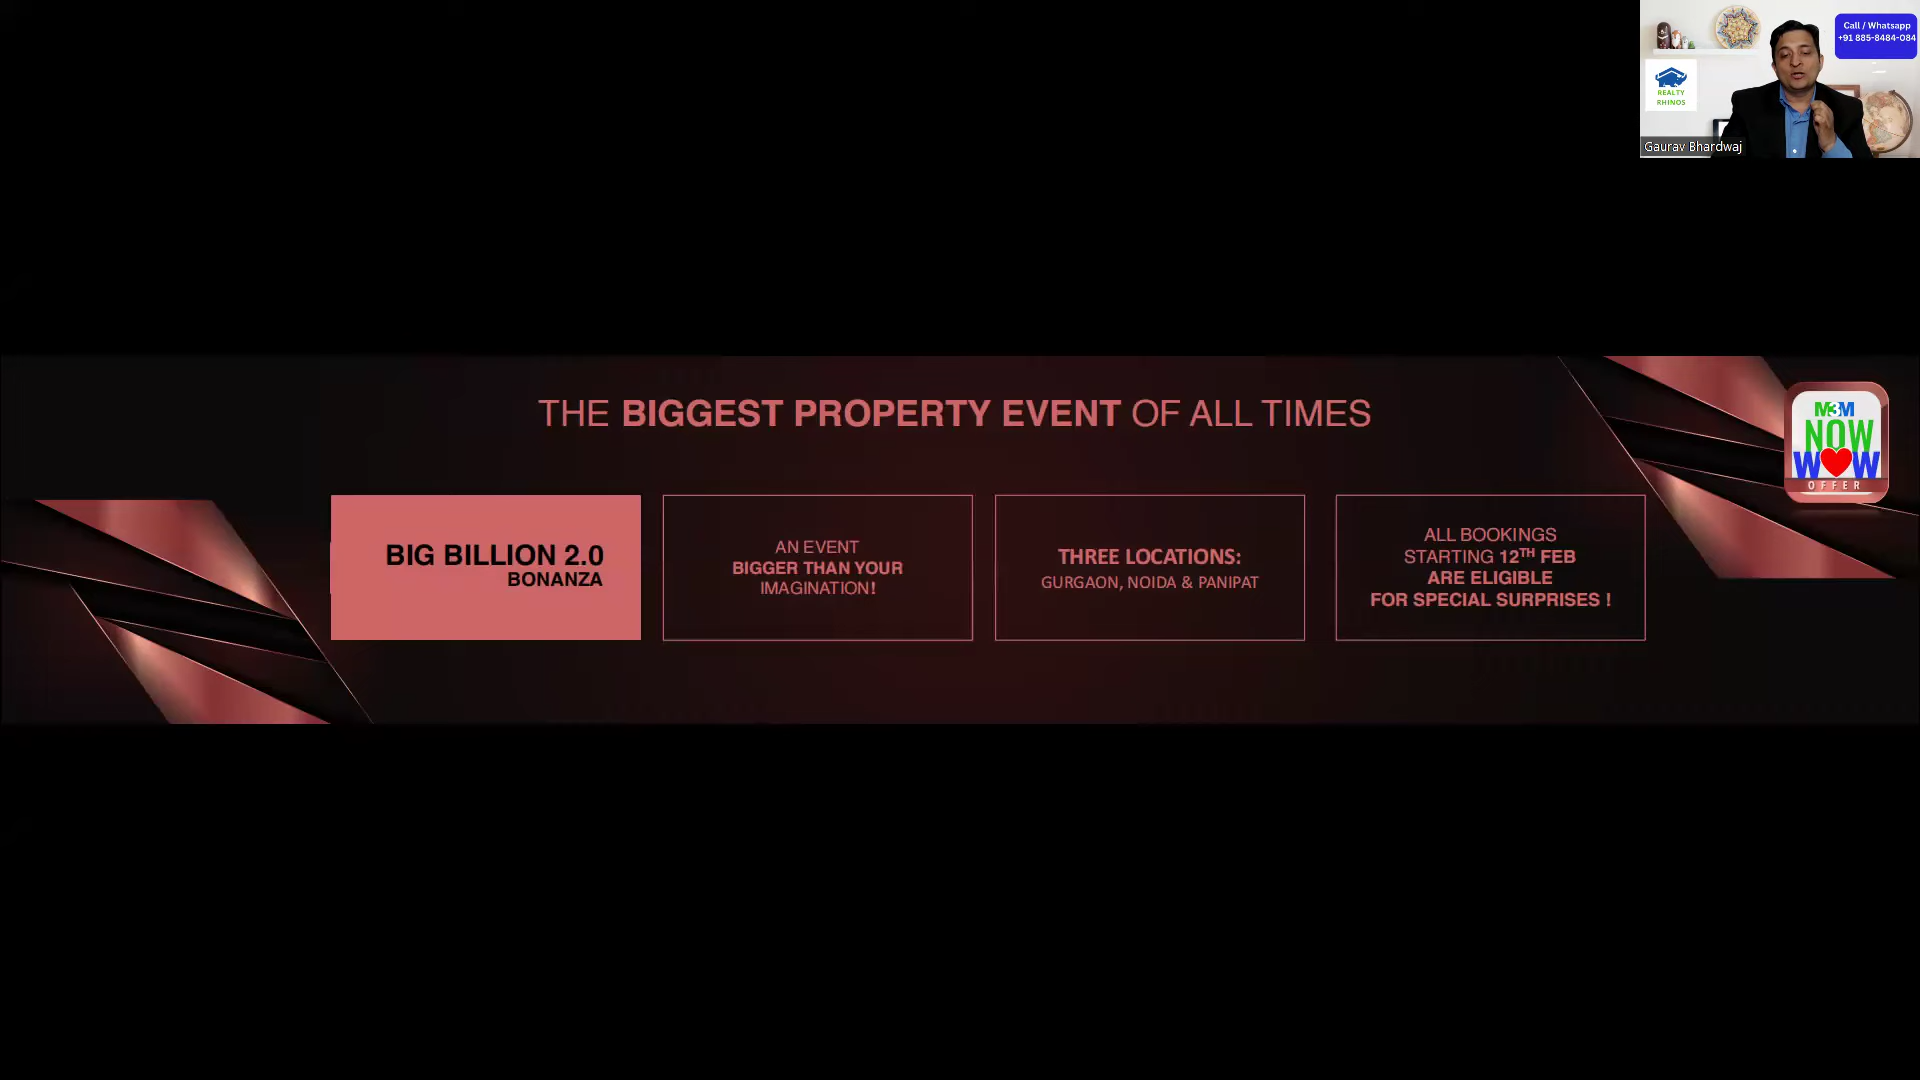 Call / Whatsapp
+91 885-8484-084
REALTY
RHINOS
Gaurav Bhardwaj
THE BIGGEST PROPERTY EVENT OF ALL TIMES
M3M
NOW
WOW
OFFER
BIG BILLION 2.0
BONANZA
AN EVENT
BIGGER THAN YOUR
IMAGINATION!
THREE LOCATIONS:
GURGAON, NOIDA & PANIPAT
ALL BOOKINGS
STARTING 12TH FEB
ARE ELIGIBLE
FOR SPECIAL SURPRISES !